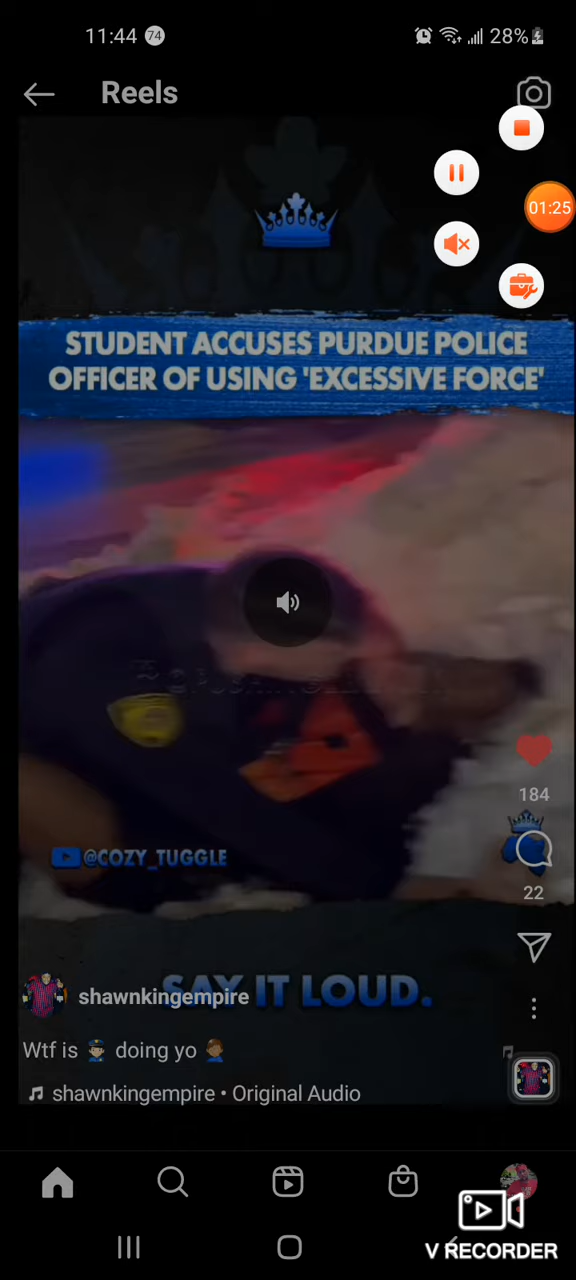 11:44 74 28%
Reels
01:25
STUDENT ACCUSES PURDUE POLICE
OFFICER OF USING 'EXCESSIVE FORCE'
184
@COZY_TUGGLE
22
SAY IT LOUD.
shawnkingempire
Wtf is 👮 doing yo 🤦🏽‍♂️
shawnkingempire • Original Audio
V RECORDER